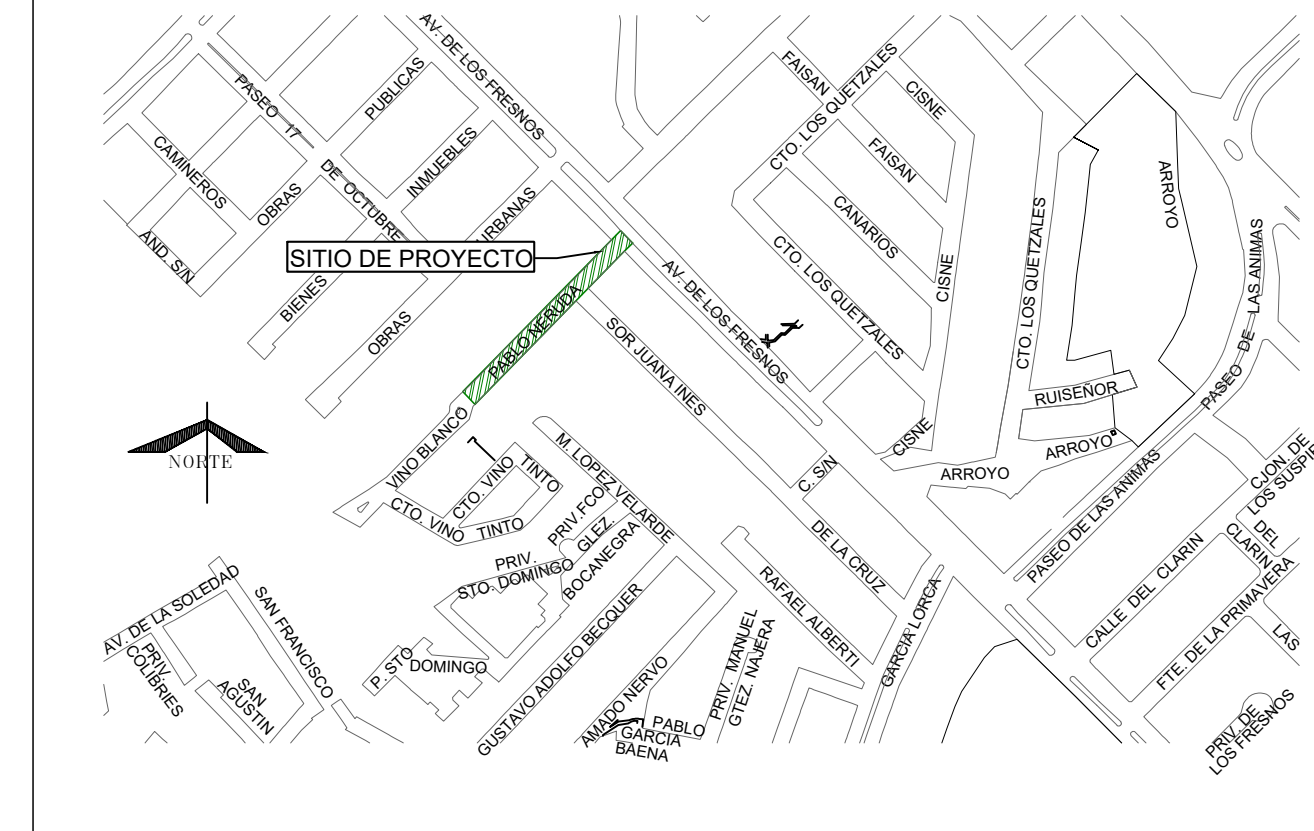 AV. DE LOS FRESNOS
PASEO 17
DE OCTUBRE
PUBLICAS
INMUEBLES
URBANAS
CAMINEROS
OBRAS
AND. S/N
BIENES
OBRAS
SITIO DE PROYECTO
PABLO NERUDA
AV. DE LOS FRESNOS
SOR JUANA INES
DE LA CRUZ
FAISAN
CTO. LOS QUETZALES
CISNE
FAISAN
CANARIOS
CTO. LOS QUETZALES
CISNE
CTO. LOS QUETZALES
ARROYO
PASEO DE LAS ANIMAS
RUISEÑOR
CISNE
ARROYO
ARROYO
C. S/N
PASEO DE LAS ANIMAS
CJON. DE
LOS SUSPIR
DEL
CLARIN
CALLE DEL CLARIN
FTE. DE LA PRIMAVERA
LAS
PRIV. DE
LOS FRESNOS
NORTE
VINO BLANCO
CTO. VINO
TINTO
CTO. VINO
TINTO
M. LOPEZ VELARDE
PRIV. FCO
GLEZ.
BOCANEGRA
PRIV.
STO. DOMINGO
P. STO
DOMINGO
GUSTAVO ADOLFO BECQUER
AMADO NERVO
PABLO
GARCIA
BAENA
PRIV. MANUEL
GTEZ. NAJERA
RAFAEL ALBERTI
GARCIA LORCA
AV. DE LA SOLEDAD
PRIV.
COLIBRIES
SAN
AGUSTIN
SAN FRANCISCO